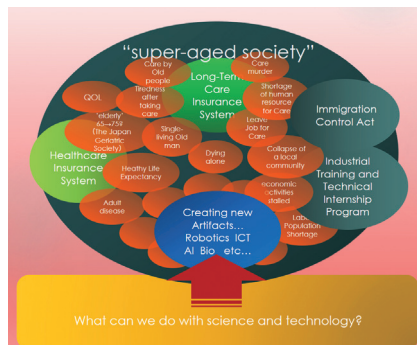 “super-aged society”
Care by
Old
people
Care
murder
Tiredness
after
taking
care
Long-Term
Care
Insurance
System
Shortage
of human
resource
for Care
QOL
Immigration
Control Act
"elderly"
65→75?
(The Japan
Geriatric
Society)
Single-
living Old
man
Leave
Job for
Care
Healthcare
Insurance
System
Heathy Life
Expectancy
Dying
alone
Collapse of
a local
community
Industrial
Training and
Technical
Internship
Program
economic
activities
stalled
Adult
disease
Creating new
Artifacts...
Robotics ICT
AI Bio etc...
Labor
Population
Shortage
What can we do with science and technology?